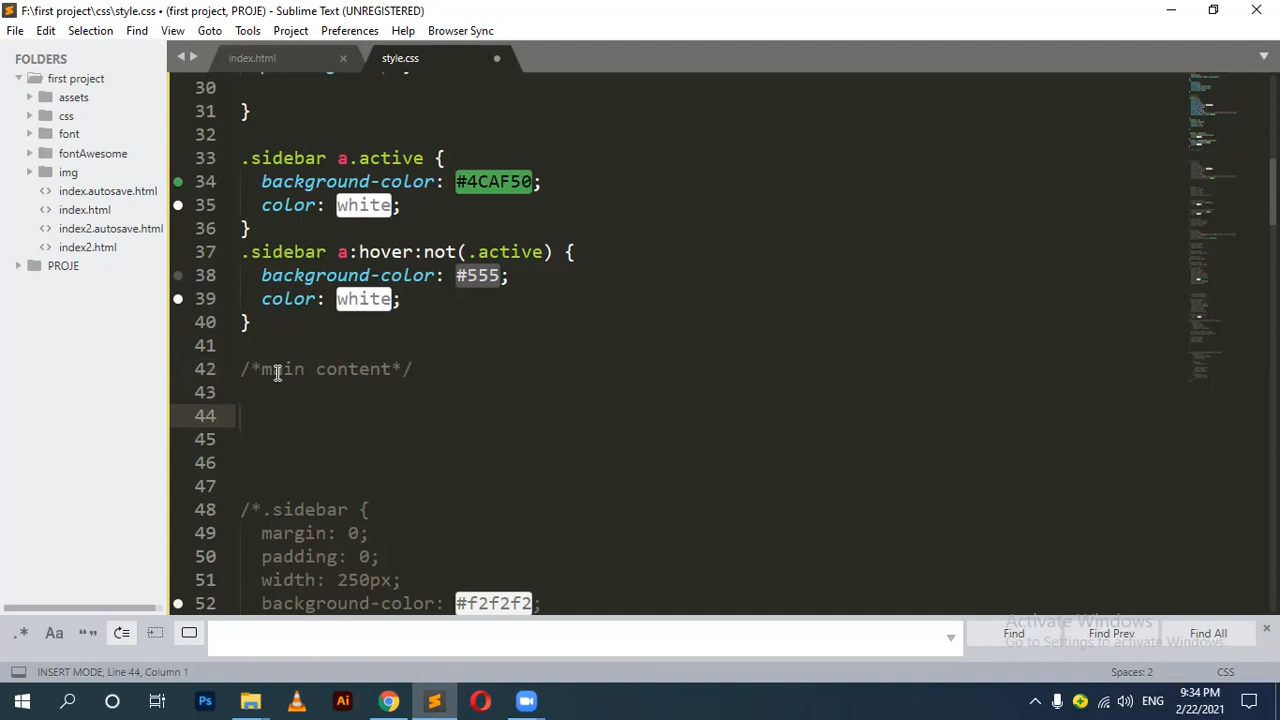 F:\first project\css\style.css • (first project, PROJE) - Sublime Text (UNREGISTERED)
File Edit Selection Find View Goto Tools Project Preferences Help Browser Sync
FOLDERS
first project
assets
css
font
fontAwesome
img
index.autosave.html
index.html
index2.autosave.html
index2.html
PROJE
index.html
style.css
30
31 }
32
33 .sidebar a.active {
34 background-color: #4CAF50;
35 color: white;
36 }
37 .sidebar a:hover:not(.active) {
38 background-color: #555;
39 color: white;
40 }
41
42 /*main content*/
43
44
45
46
47
48 /*.sidebar {
49 margin: 0;
50 padding: 0;
51 width: 250px;
52 background-color: #f2f2f2;
Activate Windows
Go to Settings to activate Windows.
.* Aa “” Find Find Prev Find All
INSERT MODE, Line 44, Column 1 Spaces: 2 CSS
Ps Ai ENG
9:34 PM
2/22/2021